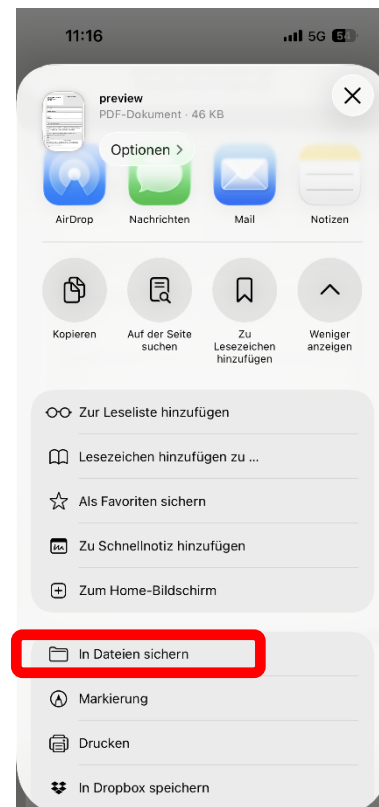 11:16
5G 54
preview
PDF-Dokument · 46 KB
Optionen >
AirDrop
Nachrichten
Mail
Notizen
Kopieren
Auf der Seite
suchen
Zu
Lesezeichen
hinzufügen
Weniger
anzeigen
Zur Leseliste hinzufügen
Lesezeichen hinzufügen zu ...
Als Favoriten sichern
Zu Schnellnotiz hinzufügen
Zum Home-Bildschirm
In Dateien sichern
Markierung
Drucken
In Dropbox speichern